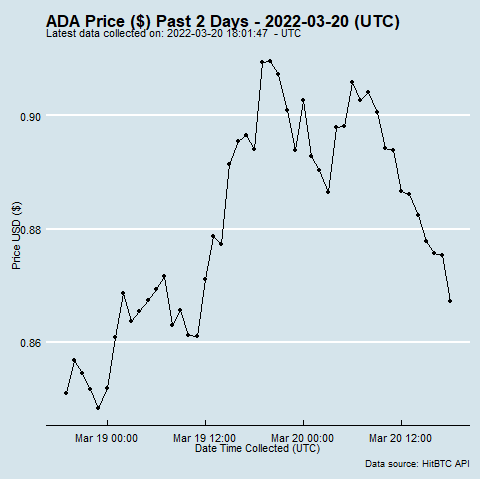 ADA Price ($) Past 2 Days - 2022-03-20 (UTC)
Latest data collected on: 2022-03-20 18:01:47 - UTC
0.90
0.88
0.86
Price USD ($)
Mar 19 00:00 Mar 19 12:00 Mar 20 00:00 Mar 20 12:00
Date Time Collected (UTC)
Data source: HitBTC API